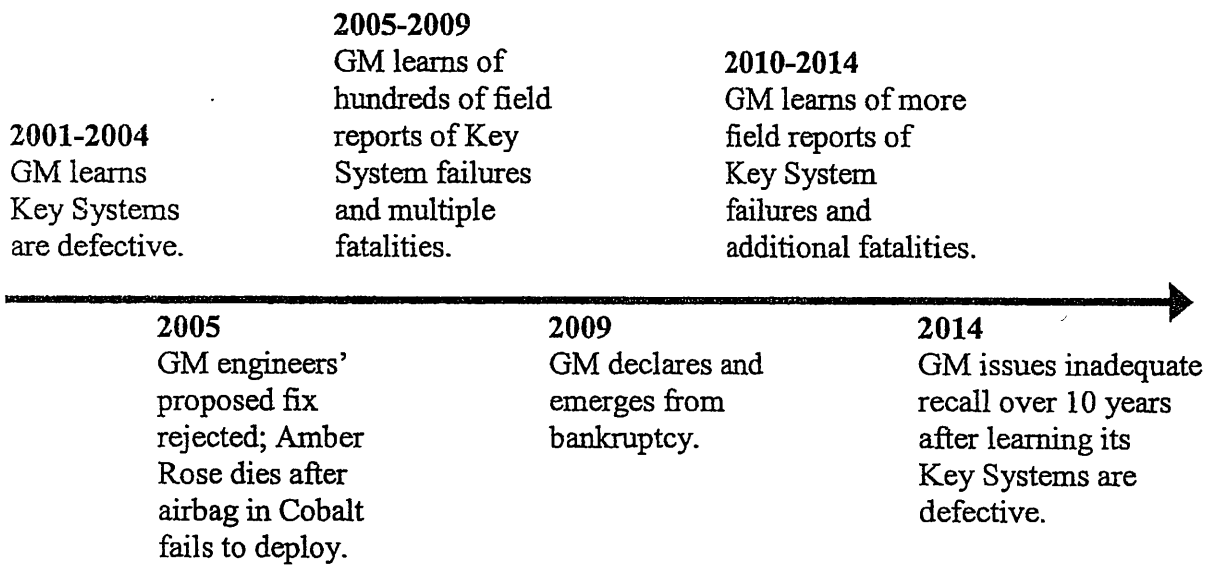 2001-2004
GM learns
Key Systems
are defective.
2005-2009
GM learns of
hundreds of field
reports of Key
System failures
and multiple
fatalities.
2010-2014
GM learns of more
field reports of
Key System
failures and
additional fatalities.
2005
GM engineers’
proposed fix
rejected; Amber
Rose dies after
airbag in Cobalt
fails to deploy.
2009
GM declares and
emerges from
bankruptcy.
2014
GM issues inadequate
recall over 10 years
after learning its
Key Systems are
defective.